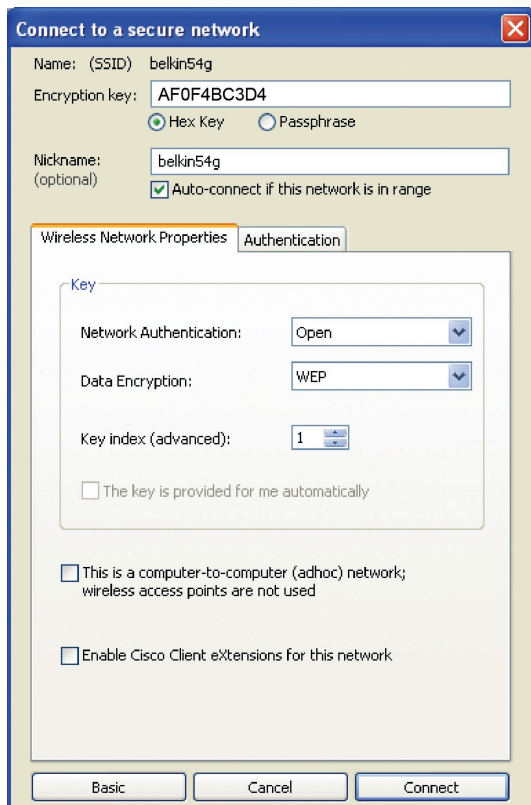 Connect to a secure network
Name: (SSID) belkin54g
Encryption key: AF0F4BC3D4
Hex Key Passphrase
Nickname: belkin54g
(optional)
Auto-connect if this network is in range
Wireless Network Properties Authentication
Key
Network Authentication: Open
Data Encryption: WEP
Key index (advanced): 1
The key is provided for me automatically
This is a computer-to-computer (adhoc) network;
wireless access points are not used
Enable Cisco Client eXtensions for this network
Basic Cancel Connect